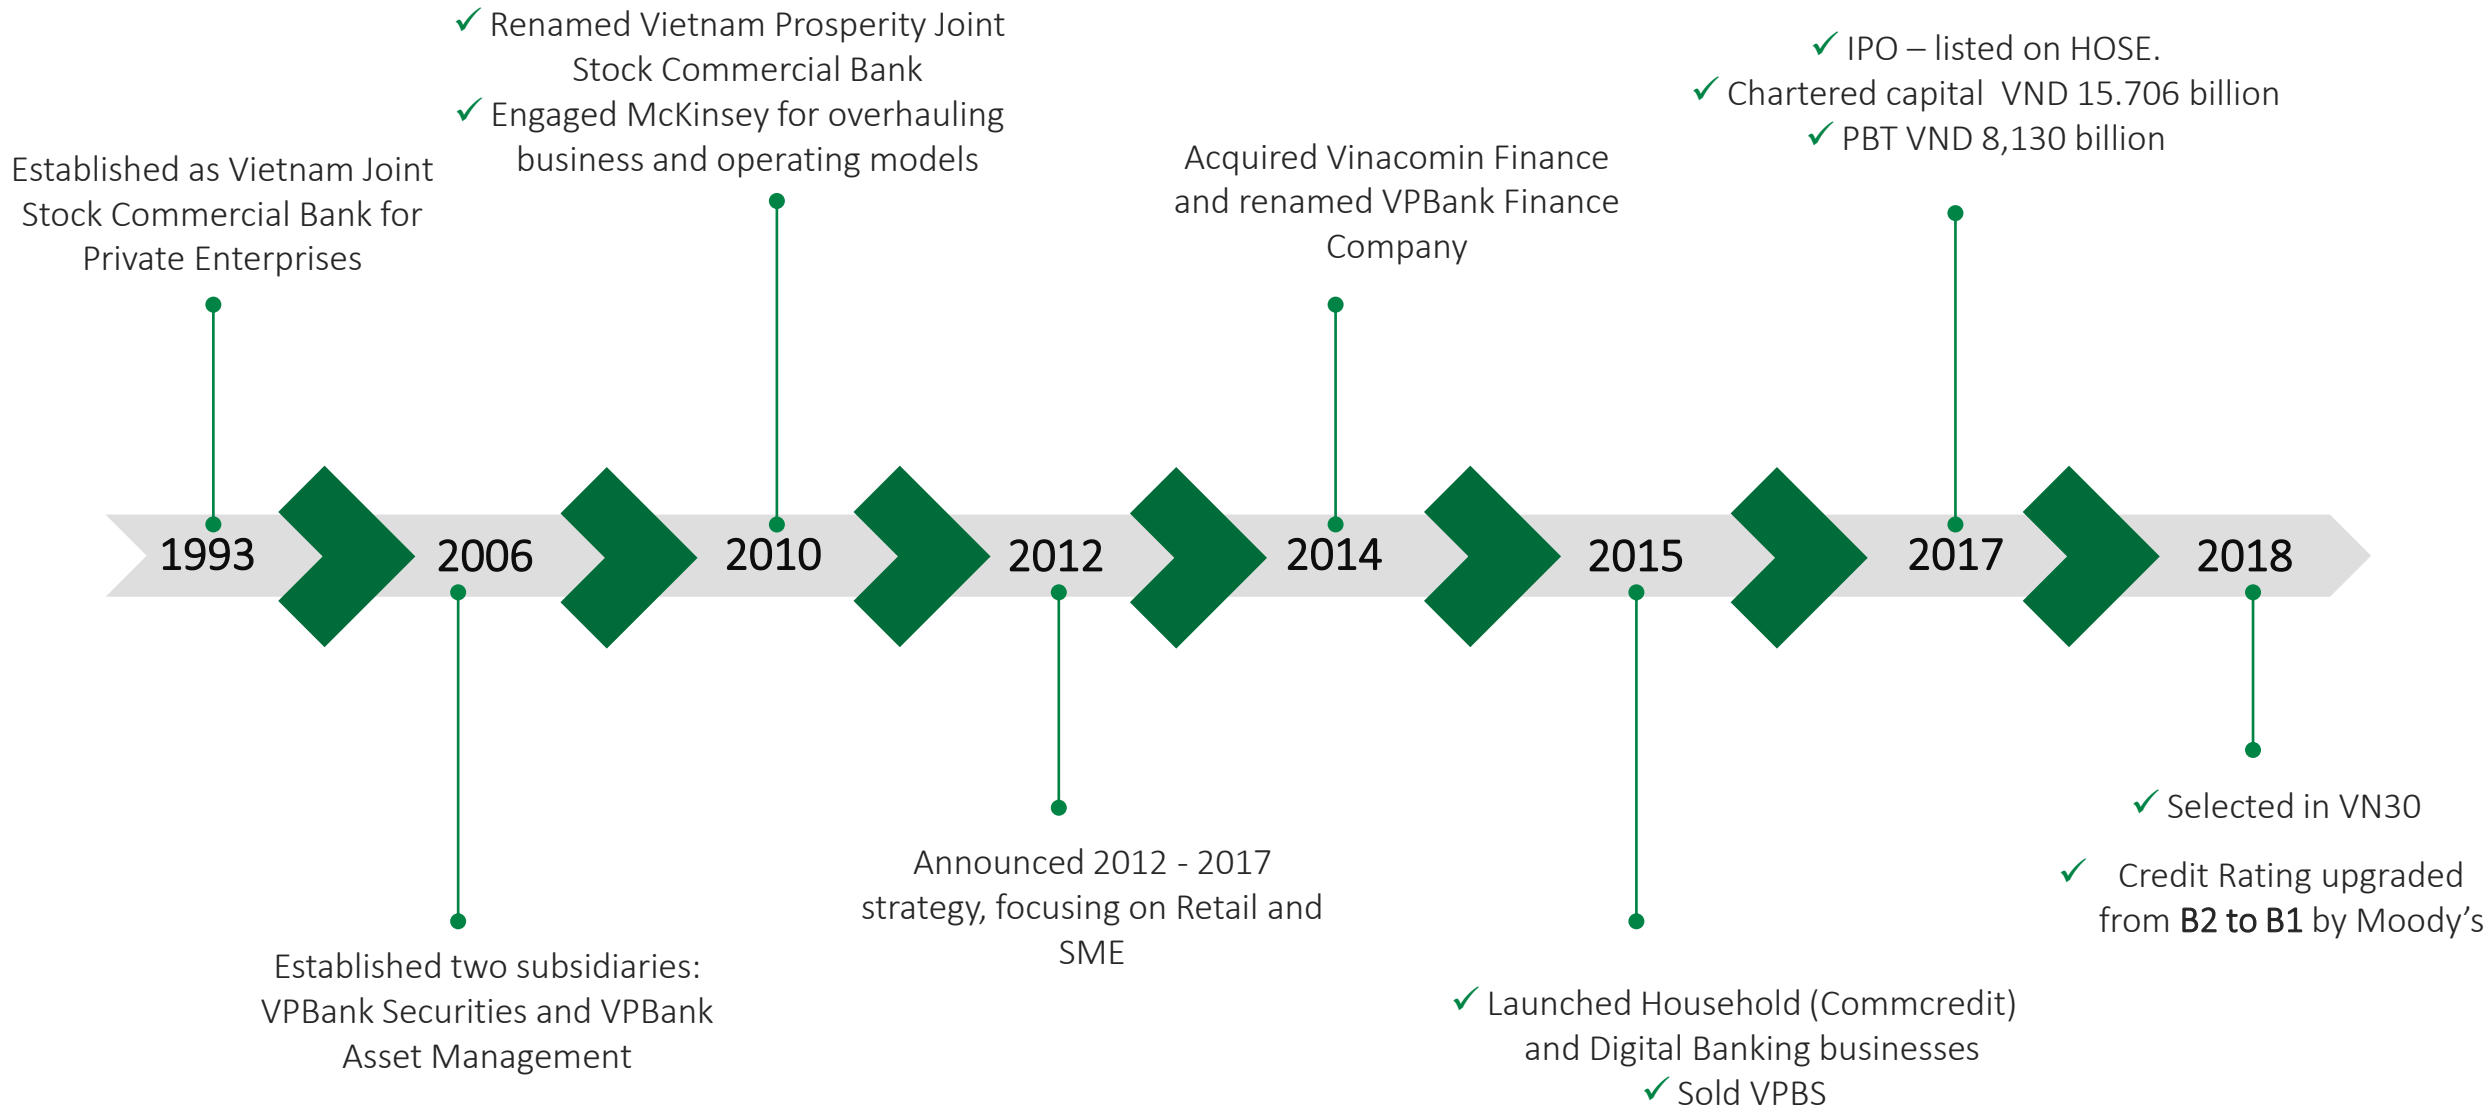 ✓ Renamed Vietnam Prosperity Joint
Stock Commercial Bank
✓ Engaged McKinsey for overhauling
business and operating models
✓ IPO – listed on HOSE.
✓ Chartered capital  VND 15.706 billion
✓ PBT VND 8,130 billion
Established as Vietnam Joint
Stock Commercial Bank for
Private Enterprises
Acquired Vinacomin Finance
and renamed VPBank Finance
Company
1993
2006
2010
2012
2014
2015
2017
2018
Established two subsidiaries:
VPBank Securities and VPBank
Asset Management
Announced 2012 - 2017
strategy, focusing on Retail and
SME
✓ Launched Household (Commcredit)
and Digital Banking businesses
✓ Sold VPBS
✓ Selected in VN30
✓ Credit Rating upgraded
from B2 to B1 by Moody’s